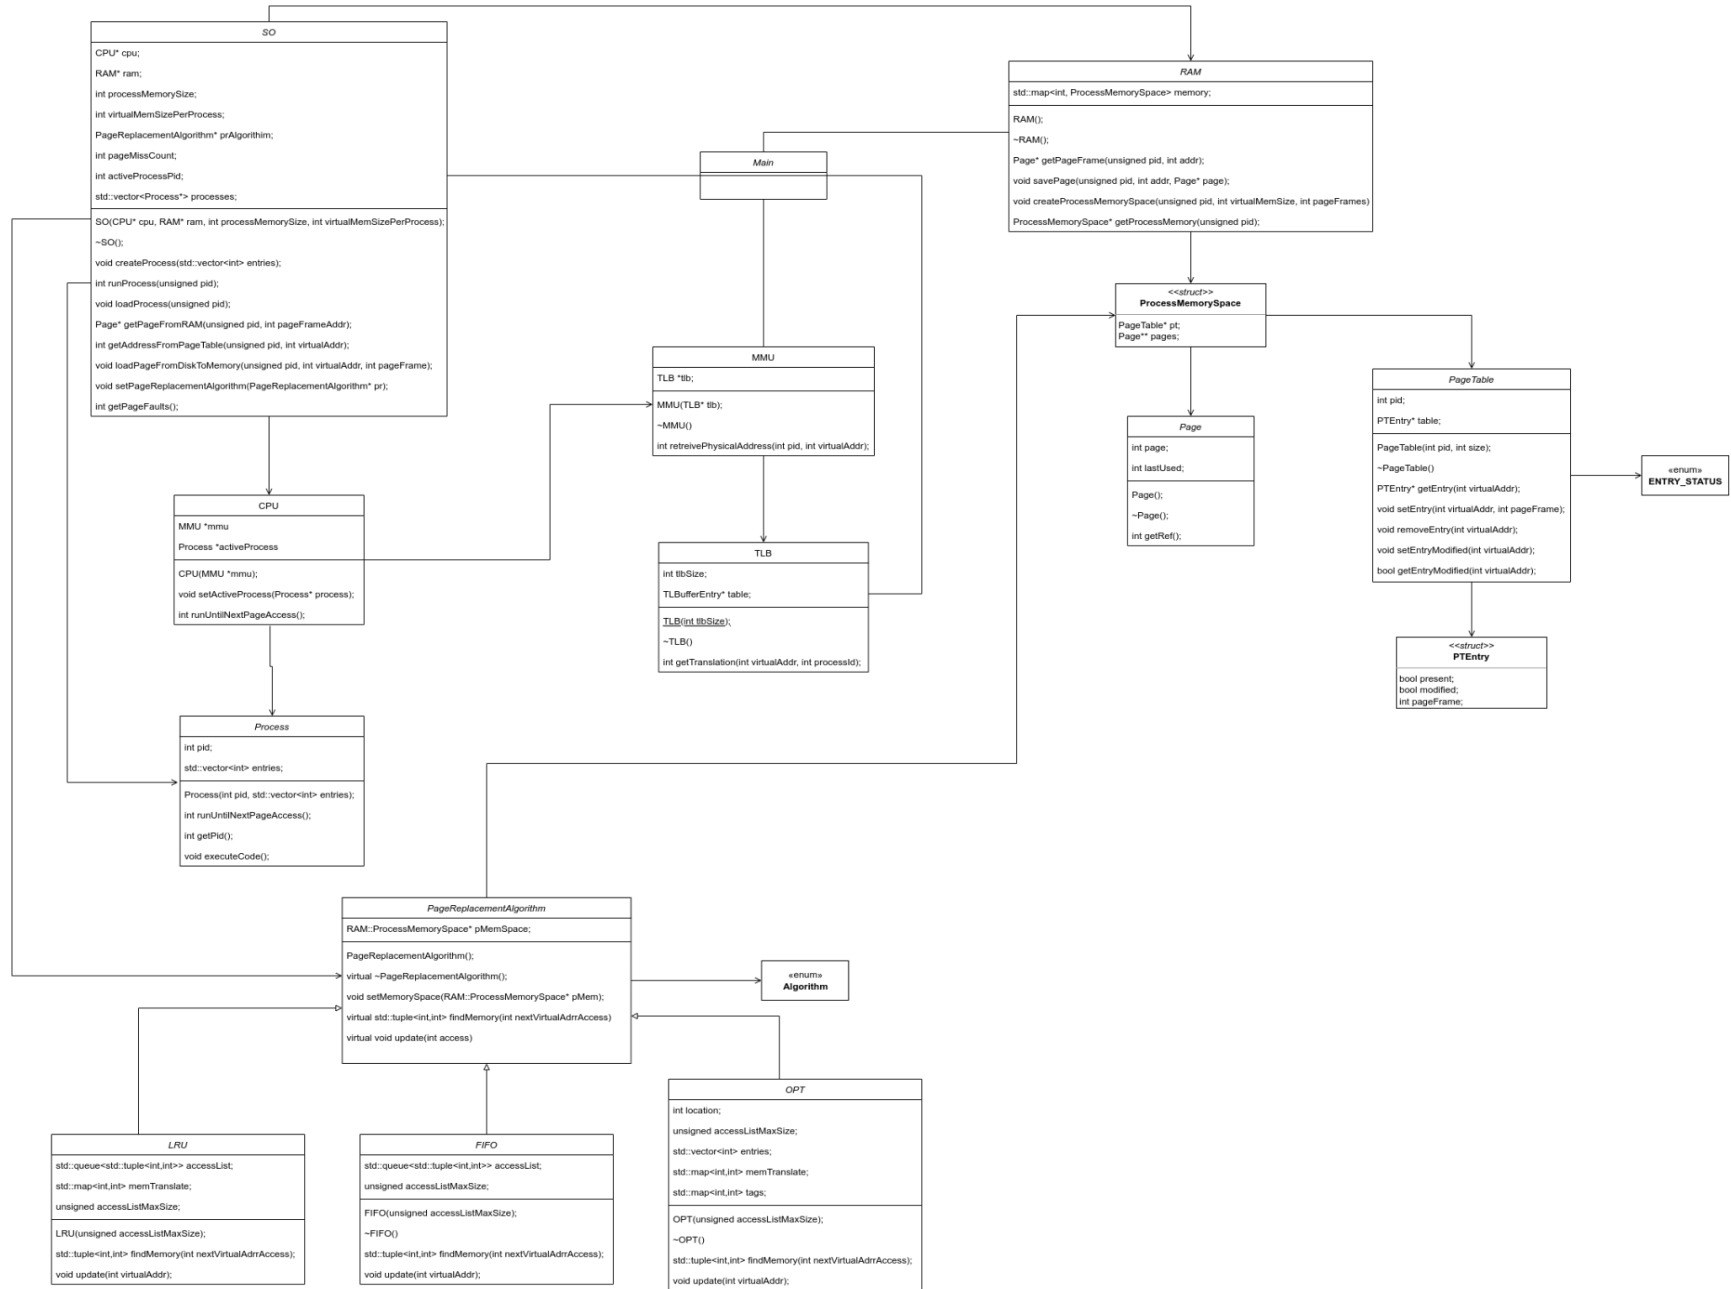 SO
CPU* cpu;
RAM* ram;
int processMemorySize;
int virtualMemSizePerProcess;
PageReplacementAlgorithm* prAlgorithim;
int pageMissCount;
int activeProcessPid;
std::vector<Process*> processes;
SO(CPU* cpu, RAM* ram, int processMemorySize, int virtualMemSizePerProcess);
~SO();
void createProcess(std::vector<int> entries);
int runProcess(unsigned pid);
void loadProcess(unsigned pid);
Page* getPageFromRAM(unsigned pid, int pageFrameAddr);
int getAddressFromPageTable(unsigned pid, int virtualAddr);
void loadPageFromDiskToMemory(unsigned pid, int virtualAddr, int pageFrame);
void setPageReplacementAlgorithm(PageReplacementAlgorithm* pr);
int getPageFaults();
RAM
std::map<int, ProcessMemorySpace> memory;
RAM();
~RAM();
Page* getPageFrame(unsigned pid, int addr);
void savePage(unsigned pid, int addr, Page* page);
void createProcessMemorySpace(unsigned pid, int virtualMemSize, int pageFrames)
ProcessMemorySpace* getProcessMemory(unsigned pid);
Main
<<struct>>
ProcessMemorySpace
PageTable* pt;
Page** pages;
MMU
TLB *tlb;
MMU(TLB* tlb);
~MMU()
int retreivePhysicalAddress(int pid, int virtualAddr);
PageTable
int pid;
PTEntry* table;
PageTable(int pid, int size);
~PageTable()
PTEntry* getEntry(int virtualAddr);
void setEntry(int virtualAddr, int pageFrame);
void removeEntry(int virtualAddr);
void setEntryModified(int virtualAddr);
bool getEntryModified(int virtualAddr);
Page
int page;
int lastUsed;
Page();
~Page();
int getRef();
«enum»
ENTRY_STATUS
CPU
MMU *mmu
Process *activeProcess
CPU(MMU *mmu);
void setActiveProcess(Process* process);
int runUntilNextPageAccess();
TLB
int tlbSize;
TLBufferEntry* table;
TLB(int tlbSize);
~TLB()
int getTranslation(int virtualAddr, int processId);
<<struct>>
PTEntry
bool present;
bool modified;
int pageFrame;
Process
int pid;
std::vector<int> entries;
Process(int pid, std::vector<int> entries);
int runUntilNextPageAccess();
int getPid();
void executeCode();
PageReplacementAlgorithm
RAM::ProcessMemorySpace* pMemSpace;
PageReplacementAlgorithm();
virtual ~PageReplacementAlgorithm();
void setMemorySpace(RAM::ProcessMemorySpace* pMem);
virtual std::tuple<int,int> findMemory(int nextVirtualAdrrAccess)
virtual void update(int access)
«enum»
Algorithm
LRU
std::queue<std::tuple<int,int>> accessList;
std::map<int,int> memTranslate;
unsigned accessListMaxSize;
LRU(unsigned accessListMaxSize);
std::tuple<int,int> findMemory(int nextVirtualAdrrAccess);
void update(int virtualAddr);
FIFO
std::queue<std::tuple<int,int>> accessList;
unsigned accessListMaxSize;
FIFO(unsigned accessListMaxSize);
~FIFO()
std::tuple<int,int> findMemory(int nextVirtualAdrrAccess);
void update(int virtualAddr);
OPT
int location;
unsigned accessListMaxSize;
std::vector<int> entries;
std::map<int,int> memTranslate;
std::map<int,int> tags;
OPT(unsigned accessListMaxSize);
~OPT()
std::tuple<int,int> findMemory(int nextVirtualAdrrAccess);
void update(int virtualAddr);